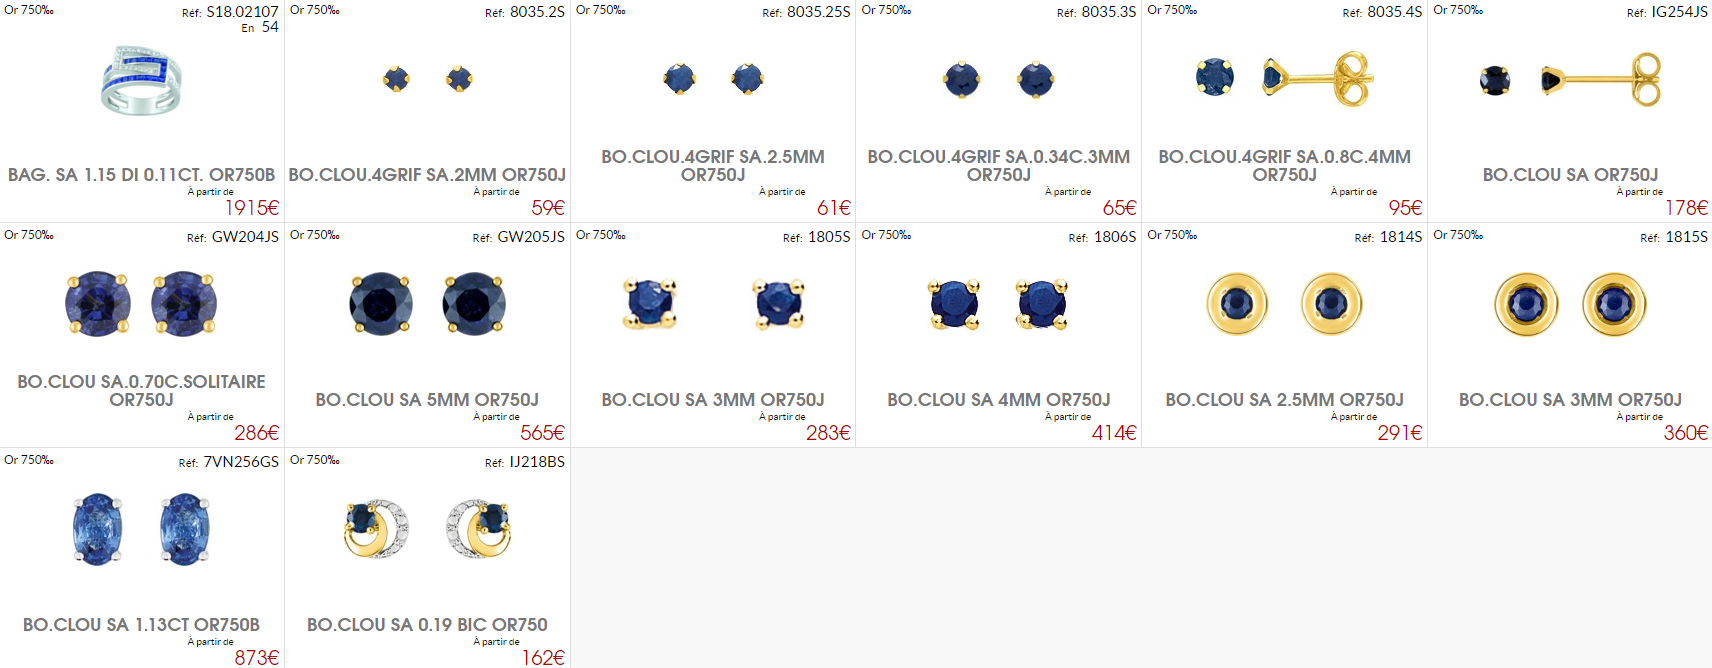 Or 750‰
Réf: S18.02107
En 54
BAG. SA 1.15 DI 0.11CT. OR750B
À partir de
1915€
Or 750‰
Réf: 8035.2S
BO.CLOU.4GRIF SA.2MM OR750J
À partir de
59€
Or 750‰
Réf: 8035.25S
BO.CLOU.4GRIF SA.2.5MM
OR750J
À partir de
61€
Or 750‰
Réf: 8035.3S
BO.CLOU.4GRIF SA.0.34C.3MM
OR750J
À partir de
65€
Or 750‰
Réf: 8035.4S
BO.CLOU.4GRIF SA.0.8C.4MM
OR750J
À partir de
95€
Or 750‰
Réf: IG254JS
BO.CLOU SA OR750J
À partir de
178€
Or 750‰
Réf: GW204JS
BO.CLOU SA.0.70C.SOLITAIRE
OR750J
À partir de
286€
Or 750‰
Réf: GW205JS
BO.CLOU SA 5MM OR750J
À partir de
565€
Or 750‰
Réf: 1805S
BO.CLOU SA 3MM OR750J
À partir de
283€
Or 750‰
Réf: 1806S
BO.CLOU SA 4MM OR750J
À partir de
414€
Or 750‰
Réf: 1814S
BO.CLOU SA 2.5MM OR750J
À partir de
291€
Or 750‰
Réf: 1815S
BO.CLOU SA 3MM OR750J
À partir de
360€
Or 750‰
Réf: 7VN256GS
BO.CLOU SA 1.13CT OR750B
À partir de
873€
Or 750‰
Réf: IJ218BS
BO.CLOU SA 0.19 BIC OR750
À partir de
162€